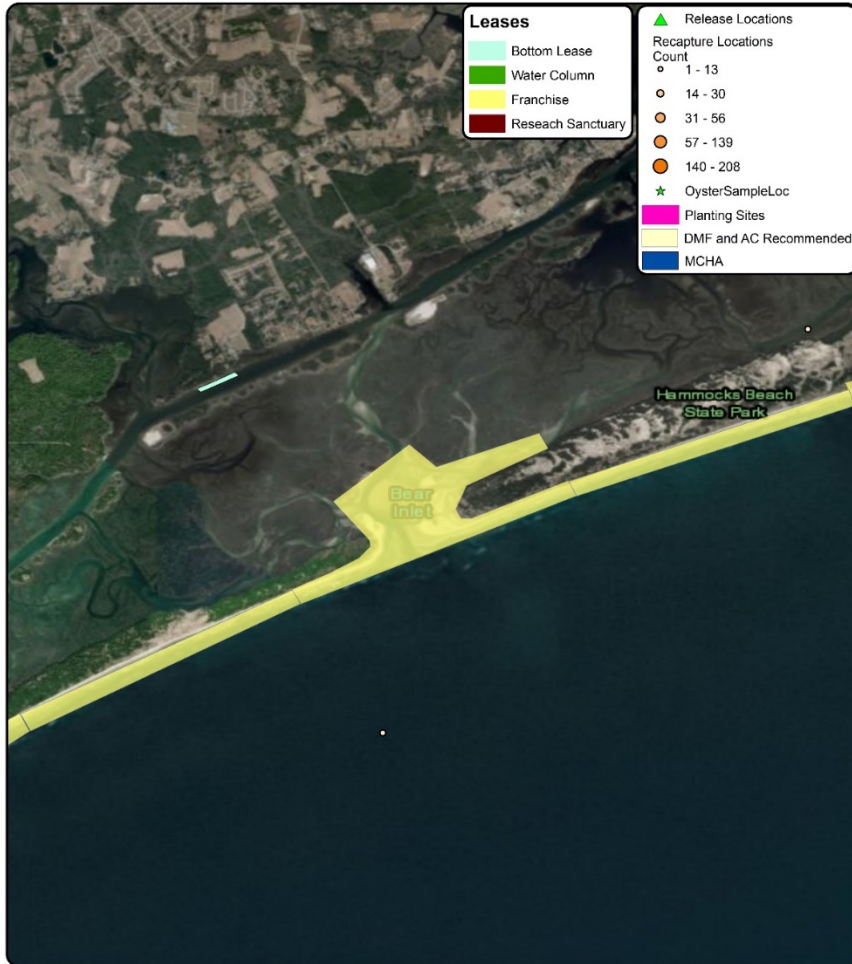 Leases
Bottom Lease
Water Column
Franchise
Reseach Sanctuary
Release Locations
Recapture Locations
Count
1 - 13
14 - 30
31 - 56
57 - 139
140 - 208
OysterSampleLoc
Planting Sites
DMF and AC Recommended
MCHA
Hammocks Beach
State Park
Bear
Inlet